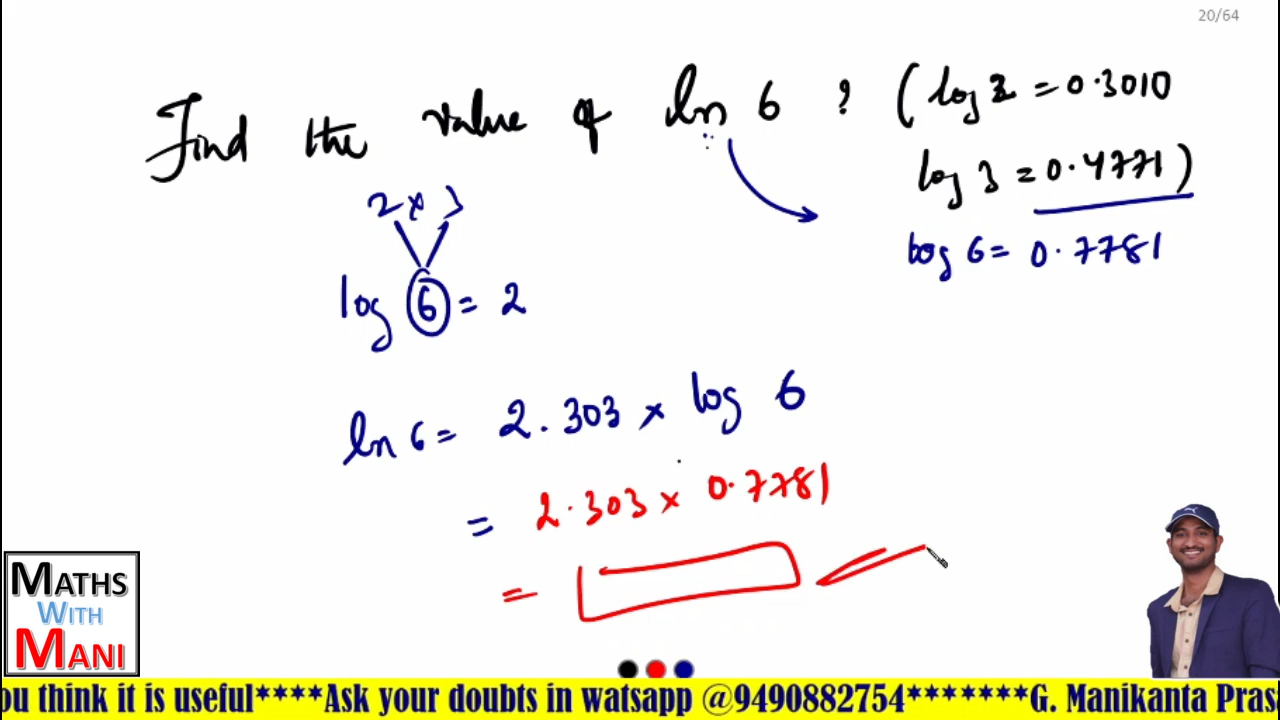 20/64
Find the value of ln 6 ? (log 2 = 0.3010
log 3 = 0.4771)
log 6 = 0.7781
2 × 3
log 6 = 2
ln 6 = 2.303 × log 6
= 2.303 × 0.7781
=
MATHS
WITH
MANI
ou think it is useful****Ask your doubts in watsapp @9490882754*******G. Manikanta Pras